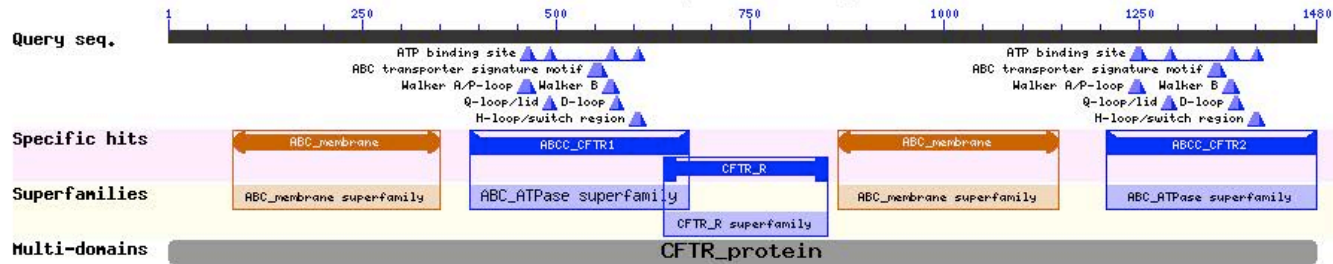 1 250 500 750 1000 1250 1480
Query seq.
ATP binding site ATP binding site
ABC transporter signature motif ABC transporter signature motif
Walker A/P-loop Walker B Walker A/P-loop Walker B
Q-loop/lid D-loop Q-loop/lid D-loop
H-loop/switch region H-loop/switch region
Specific hits ABC_membrane ABCC_CFTR1 ABC_membrane ABCC_CFTR2
CFTR_R
Superfamilies ABC_membrane superfamily ABC_ATPase superfamily ABC_membrane superfamily ABC_ATPase superfamily
CFTR_R superfamily
Multi-domains CFTR_protein